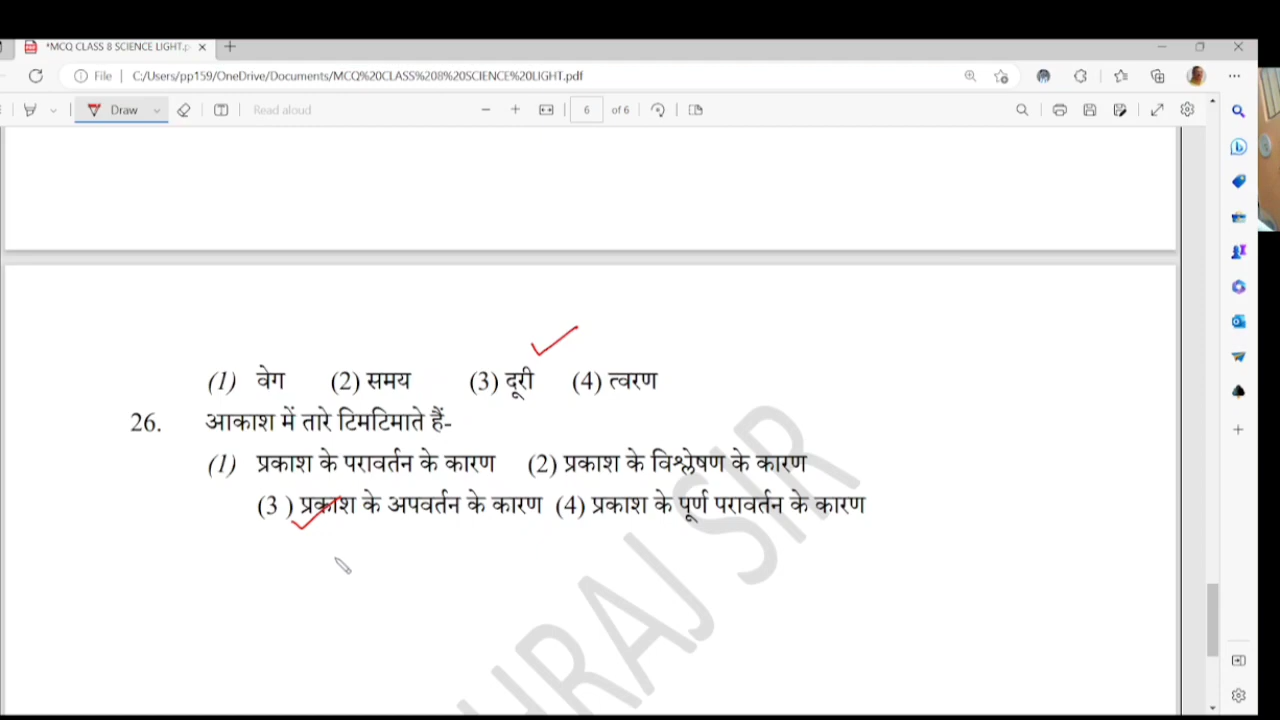 *MCQ CLASS 8 SCIENCE LIGHT.p
File | C:/Users/pp159/OneDrive/Documents/MCQ%20CLASS%208%20SCIENCE%20LIGHT.pdf
Draw Read aloud 6 of 6
(1) वेग (2) समय (3) दूरी (4) त्वरण
26. आकाश में तारे टिमटिमाते हैं-
(1) प्रकाश के परावर्तन के कारण (2) प्रकाश के विश्लेषण के कारण
(3 ) प्रकाश के अपवर्तन के कारण (4) प्रकाश के पूर्ण परावर्तन के कारण
HRAJ SIR